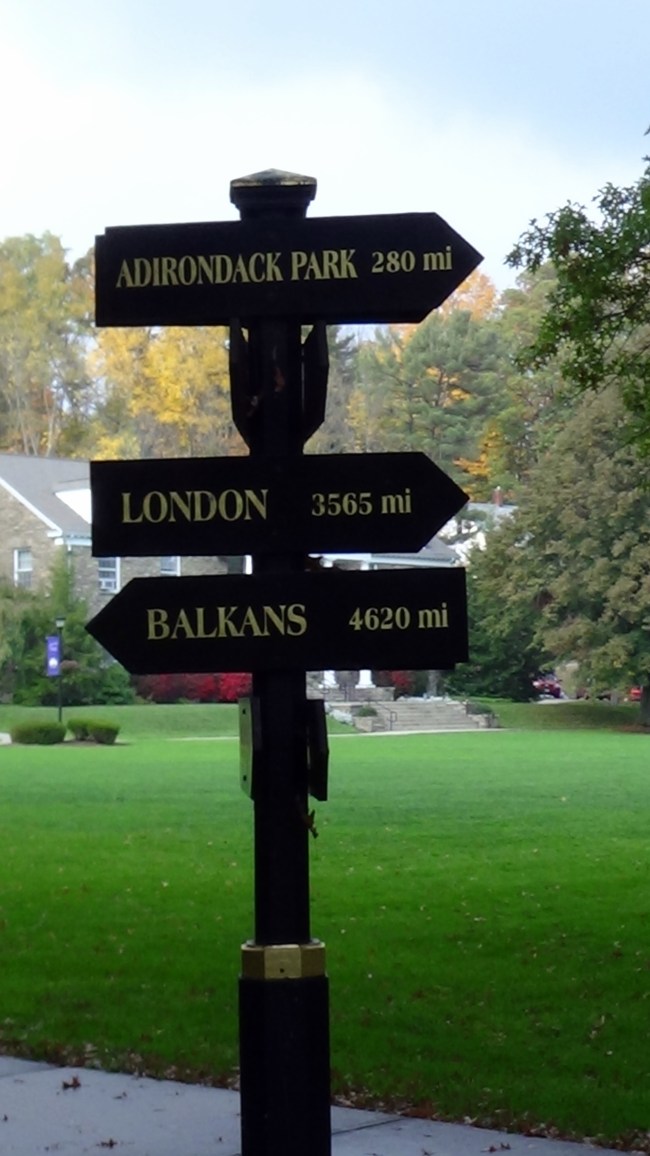 ADIRONDACK PARK 280 mi
LONDON 3565 mi
BALKANS 4620 mi